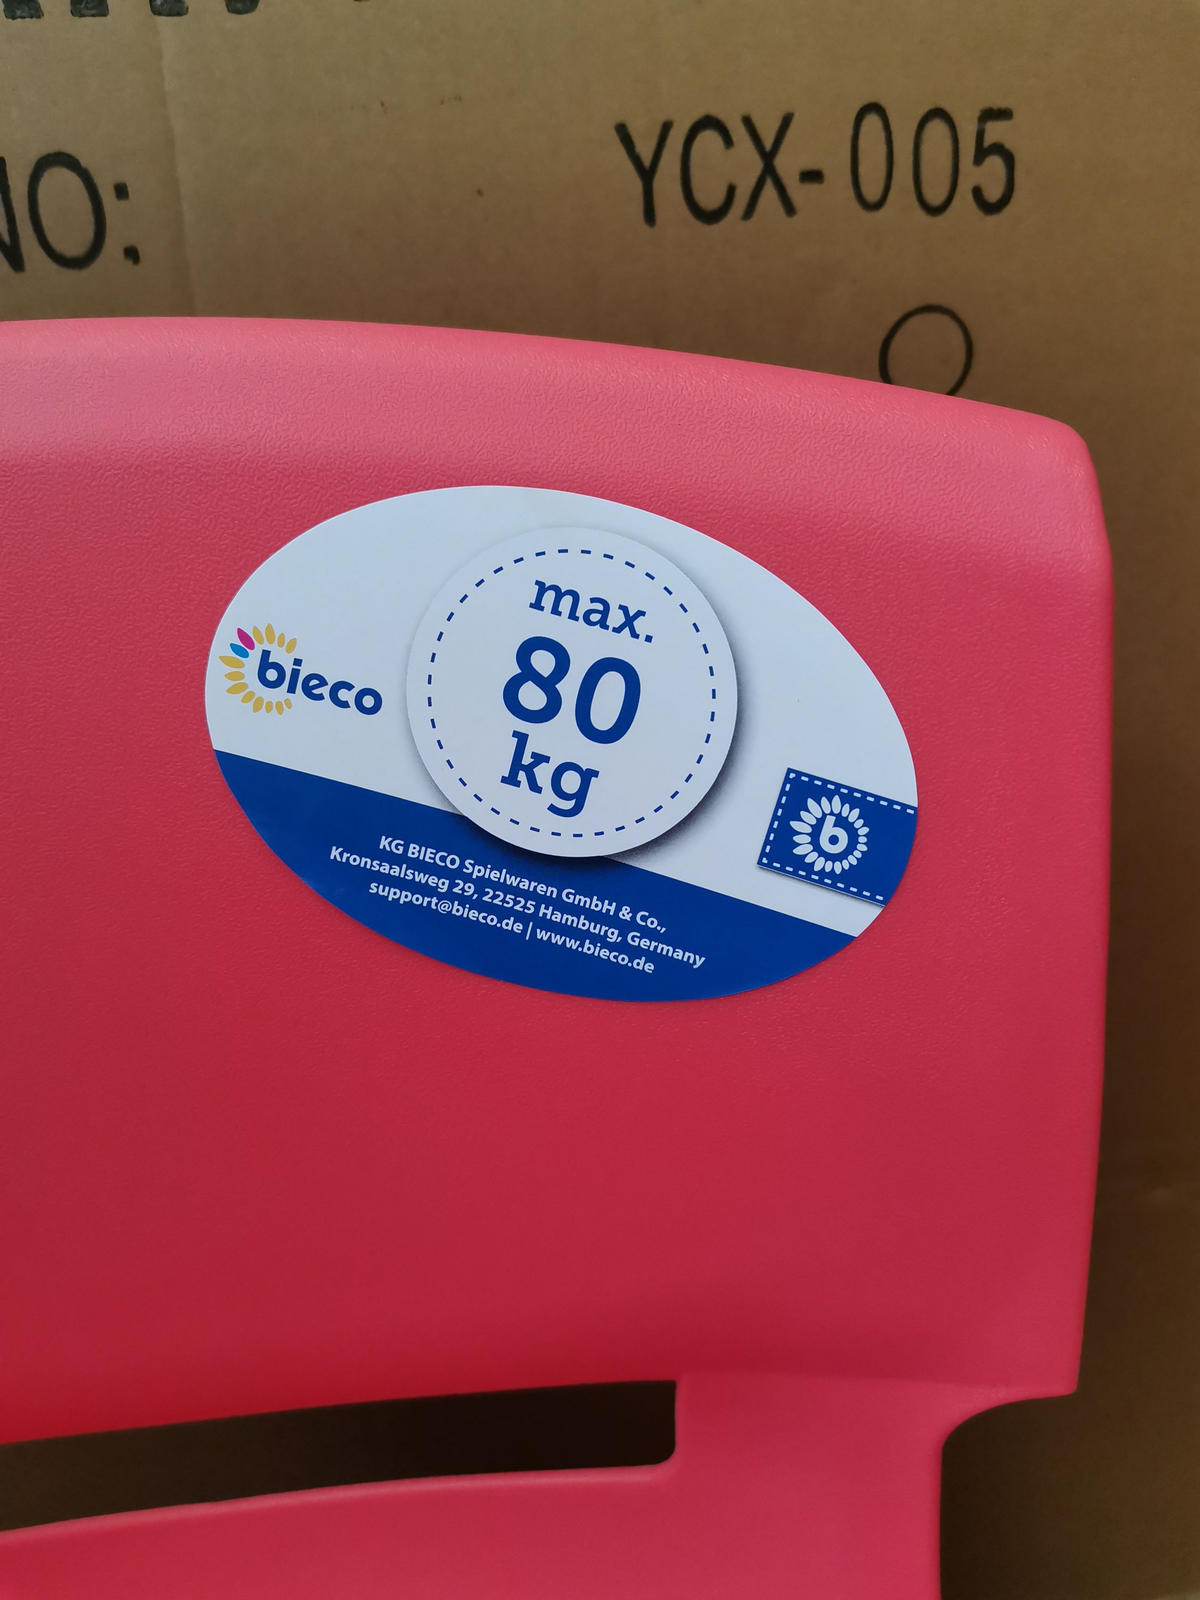 NO:
YCX-005
max.
80
kg
bieco
b
KG BIECO Spielwaren GmbH & Co.,
Kronsaalsweg 29, 22525 Hamburg, Germany
support@bieco.de | www.bieco.de